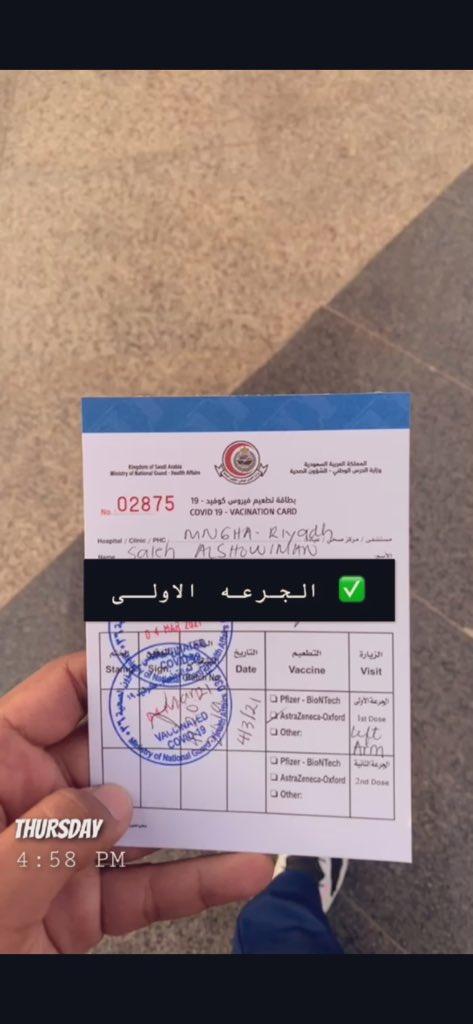 Kingdom of Saudi Arabia
Ministry of National Guard - Health Affairs
المملكة العربية السعودية
وزارة الحرس الوطني - الشؤون الصحية
No. 02875
بطاقة تطعيم فيروس كوفيد - 19
COVID 19 - VACINATION CARD
Hospital / Clinic / PHC MNGHA-Riyadh مستشفى / مركز صحي / عيادة
Name Saleh ALSHOWIMAN الاسم
الجرعه الاولى ✅
04 MAR 2021
التاريخ التطعيم الزيارة
Stamp Sign Date Vaccine Visit
VACCINATED
COVID-19
Ministry of National Guard Health Affairs
4/3/21
Pfizer - BioNTech
AstraZeneca-Oxford
Other:
الجرعة الأولى
1st Dose
Left
Arm
Pfizer - BioNTech
AstraZeneca-Oxford
Other:
الجرعة الثانية
2nd Dose
THURSDAY
4:58 PM